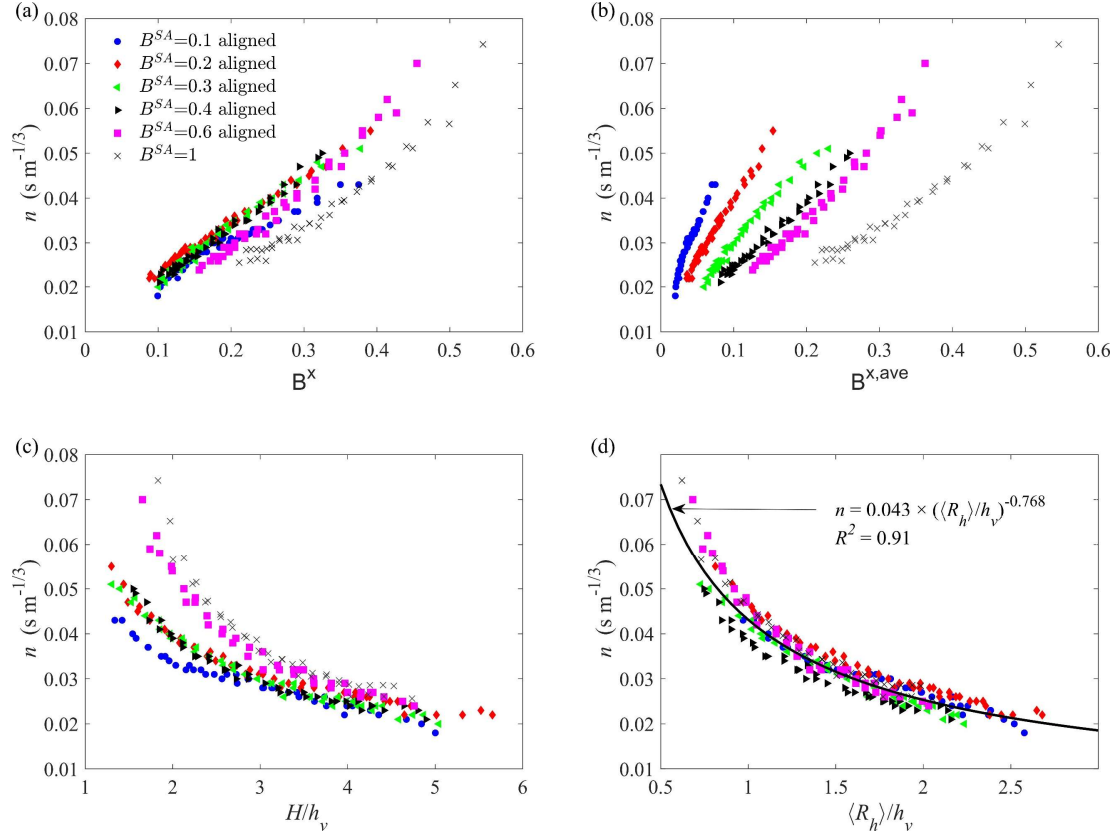 (a)
0.08
0.07
0.06
0.05
0.04
0.03
0.02
0.01
n (s m^{-1/3})
B^{SA}=0.1 aligned
B^{SA}=0.2 aligned
B^{SA}=0.3 aligned
B^{SA}=0.4 aligned
B^{SA}=0.6 aligned
B^{SA}=1
0 0.1 0.2 0.3 0.4 0.5 0.6
B^x
(b)
0.08
0.07
0.06
0.05
0.04
0.03
0.02
0.01
n (s m^{-1/3})
0 0.1 0.2 0.3 0.4 0.5 0.6
B^{x,ave}
(c)
0.08
0.07
0.06
0.05
0.04
0.03
0.02
0.01
n (s m^{-1/3})
1 2 3 4 5 6
H/h_v
(d)
0.08
0.07
0.06
0.05
0.04
0.03
0.02
0.01
n (s m^{-1/3})
n = 0.043 × (⟨R_h⟩/h_v)^{-0.768}
R^2 = 0.91
0.5 1 1.5 2 2.5
⟨R_h⟩/h_v